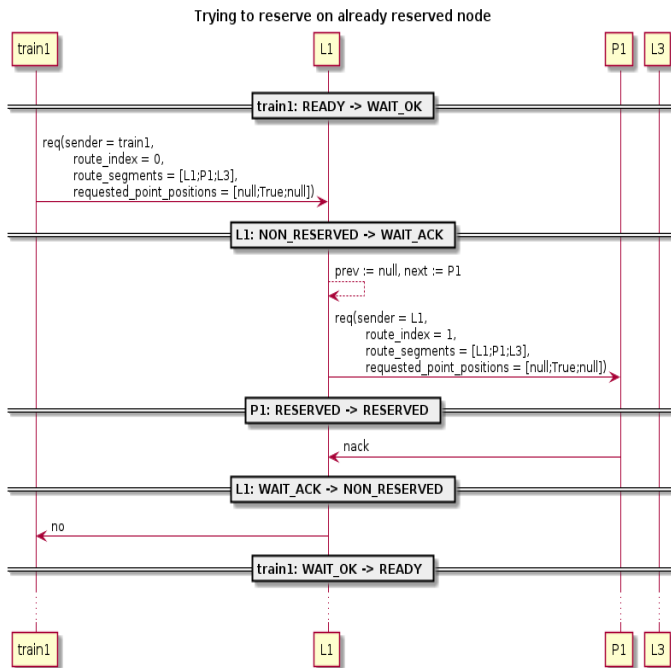 Trying to reserve on already reserved node
train1 L1 P1 L3
train1: READY -> WAIT_OK
req(sender = train1,
route_index = 0,
route_segments = [L1;P1;L3],
requested_point_positions = [null;True;null])
L1: NON_RESERVED -> WAIT_ACK
prev := null, next := P1
req(sender = L1,
route_index = 1,
route_segments = [L1;P1;L3],
requested_point_positions = [null;True;null])
P1: RESERVED -> RESERVED
nack
L1: WAIT_ACK -> NON_RESERVED
no
train1: WAIT_OK -> READY
train1 L1 P1 L3